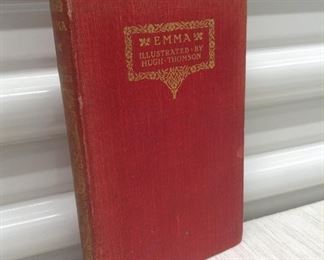 EMMA
ILLUSTRATED · BY
HUGH · THOMSON